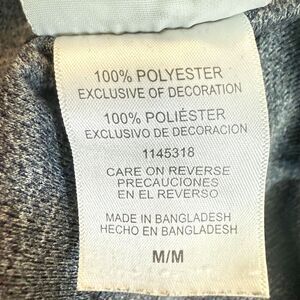 100% POLYESTER
EXCLUSIVE OF DECORATION
100% POLIÉSTER
EXCLUSIVO DE DECORACION
1145318
CARE ON REVERSE
PRECAUCIONES
EN EL REVERSO
MADE IN BANGLADESH
HECHO EN BANGLADESH
M/M